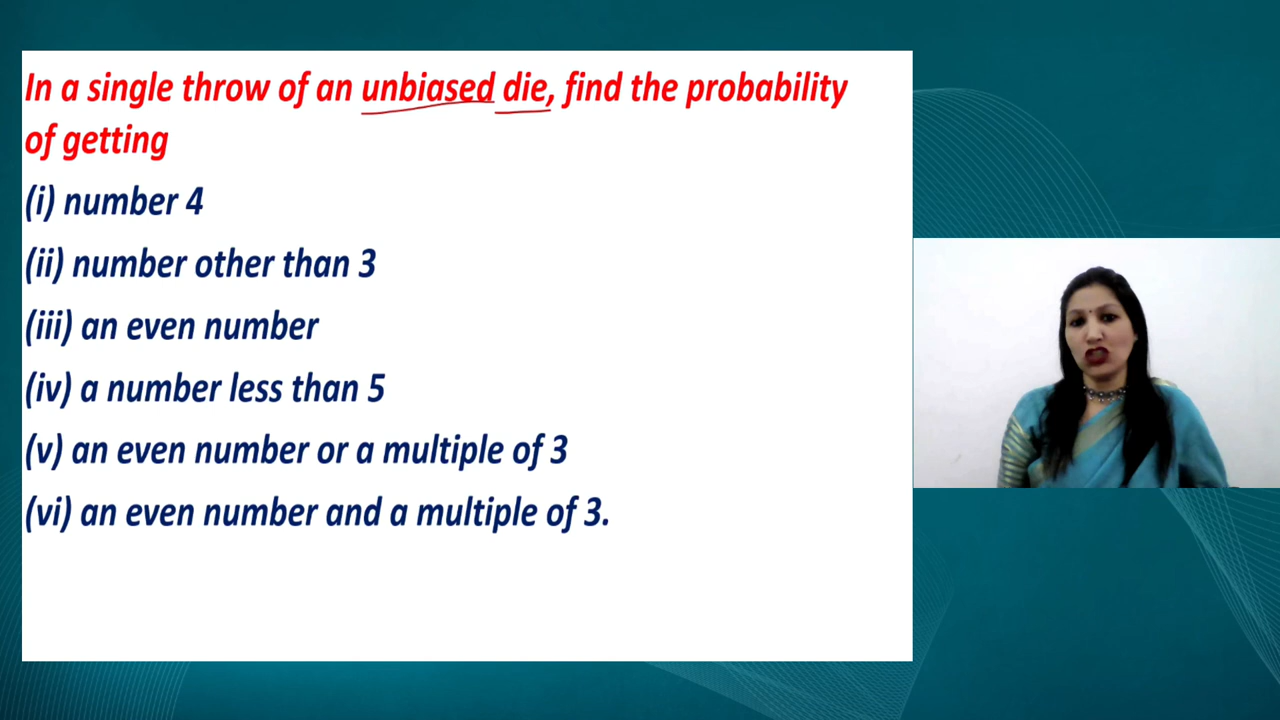 In a single throw of an unbiased die, find the probability
of getting
(i) number 4
(ii) number other than 3
(iii) an even number
(iv) a number less than 5
(v) an even number or a multiple of 3
(vi) an even number and a multiple of 3.